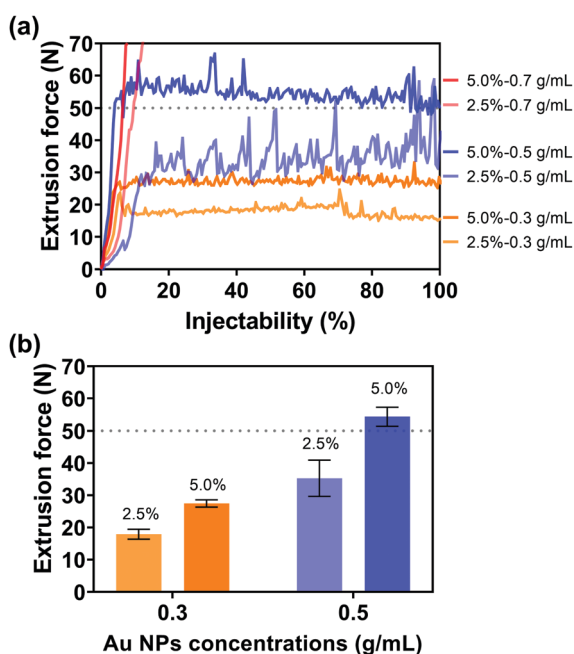 (a)
Extrusion force (N)
70
60
50
40
30
20
10
0
0 20 40 60 80 100
Injectability (%)
5.0%-0.7 g/mL
2.5%-0.7 g/mL
5.0%-0.5 g/mL
2.5%-0.5 g/mL
5.0%-0.3 g/mL
2.5%-0.3 g/mL
(b)
Extrusion force (N)
70
60
50
40
30
20
10
0
2.5%
5.0%
2.5%
5.0%
0.3 0.5
Au NPs concentrations (g/mL)